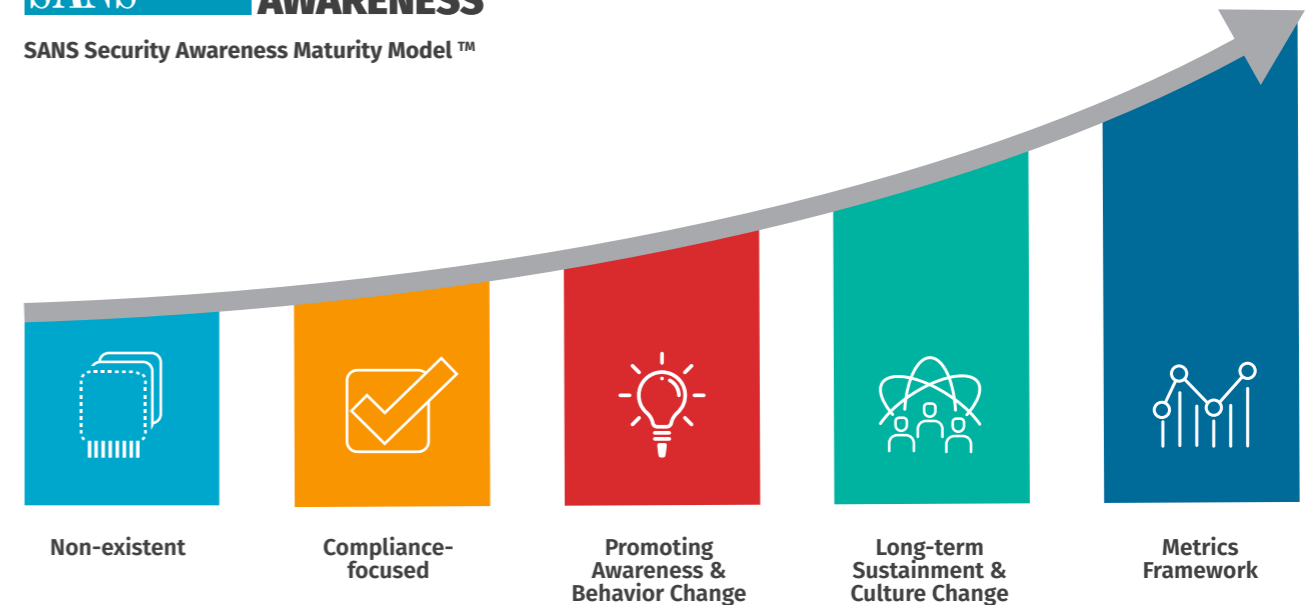 SANS
AWARENESS
SANS Security Awareness Maturity Model ™
Non-existent
Compliance-
focused
Promoting
Awareness &
Behavior Change
Long-term
Sustainment &
Culture Change
Metrics
Framework